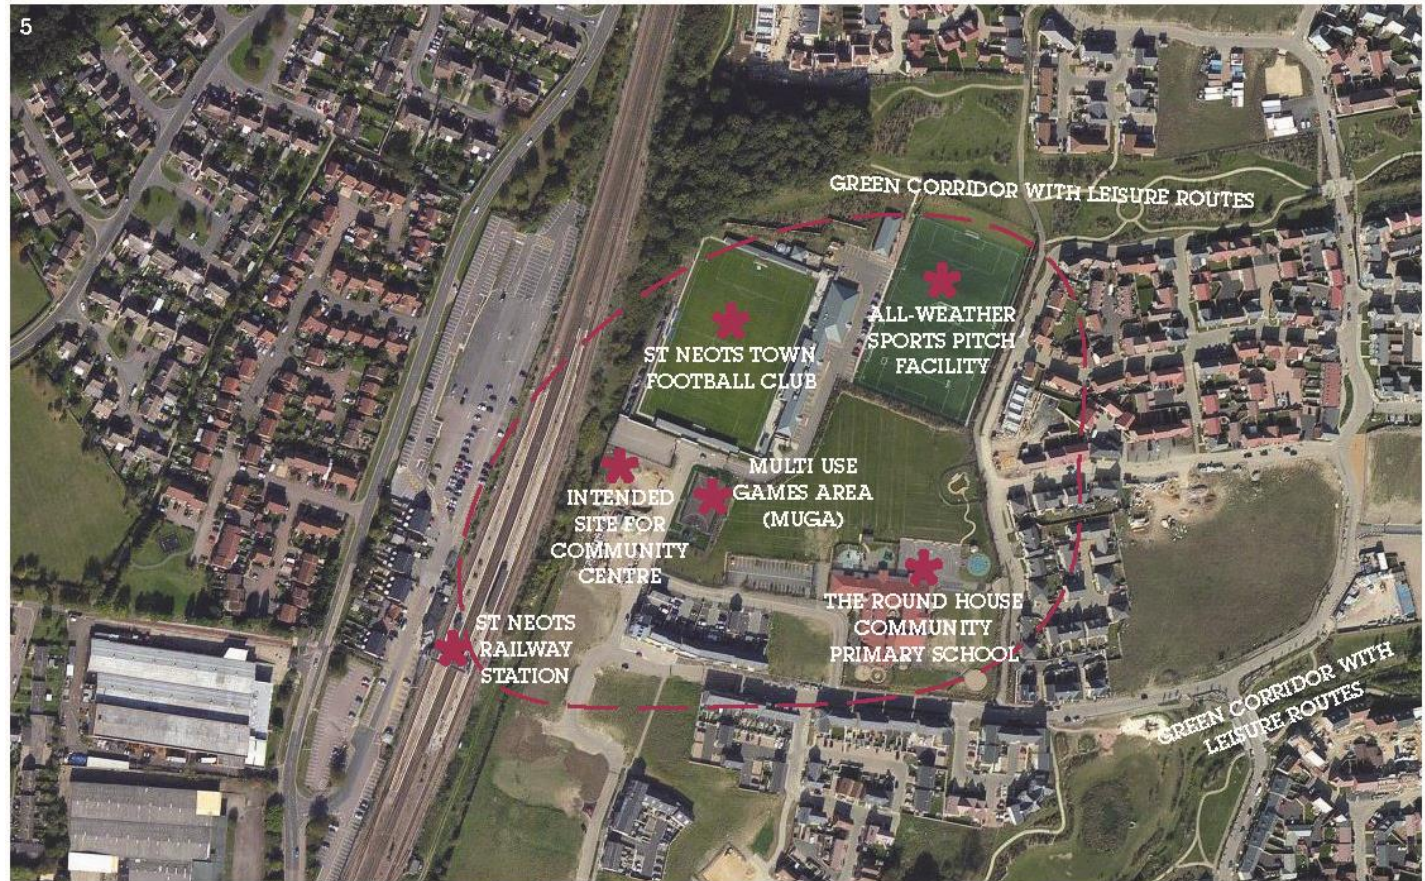 5
GREEN CORRIDOR WITH LEISURE ROUTES
ST NEOTS TOWN
FOOTBALL CLUB
ALL-WEATHER
SPORTS PITCH
FACILITY
MULTI USE
GAMES AREA
(MUGA)
INTENDED
SITE FOR
COMMUNITY
CENTRE
THE ROUND HOUSE
COMMUNITY
PRIMARY SCHOOL
ST NEOTS
RAILWAY
STATION
GREEN CORRIDOR WITH
LEISURE ROUTES